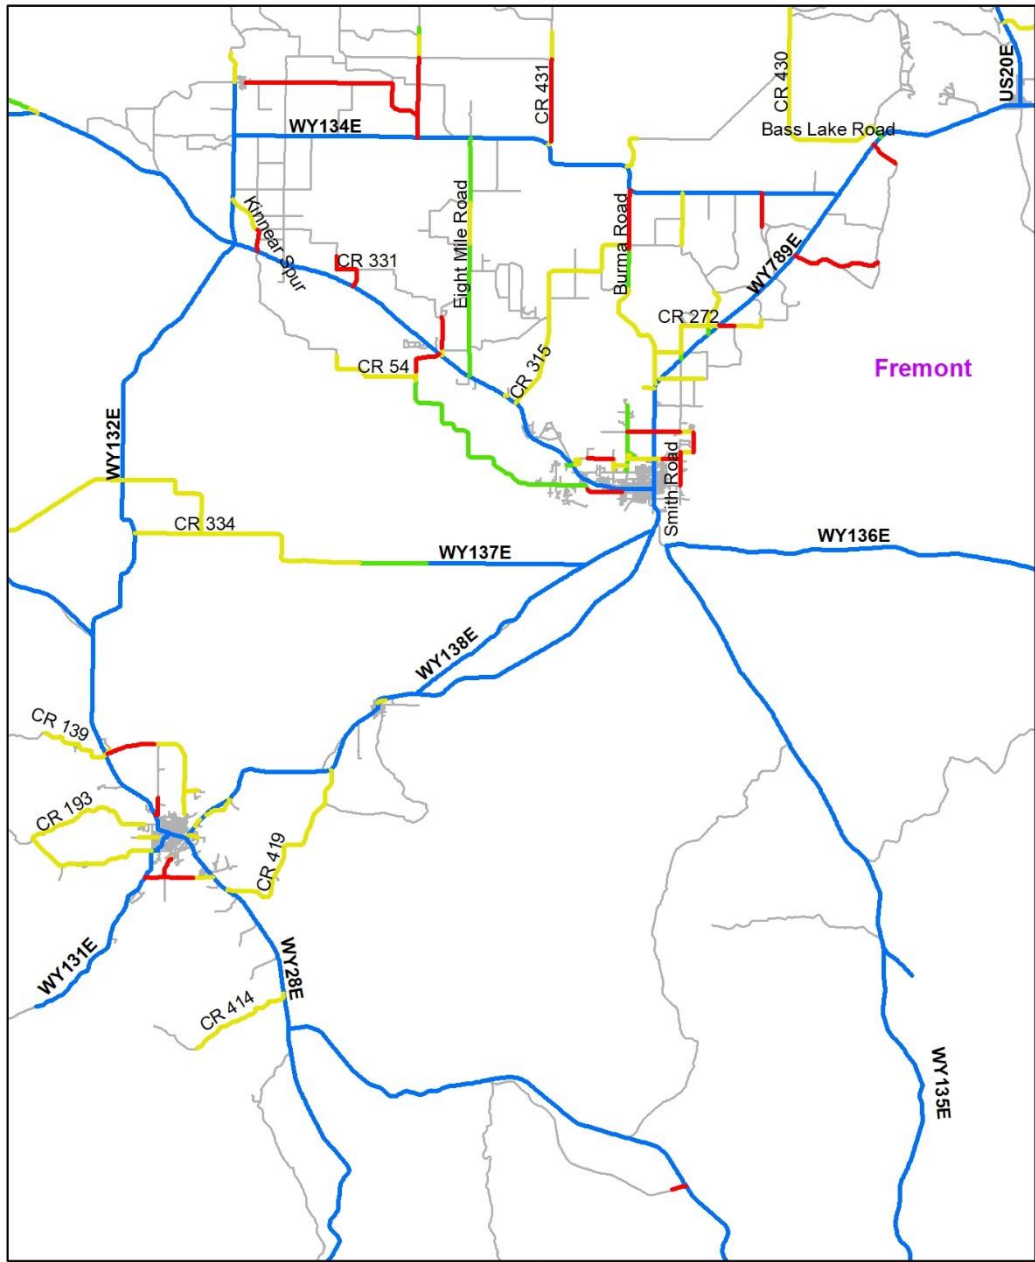 US20E
CR 430
CR 431
WY134E
Bass Lake Road
Kinnear Spur
Eight Mile Road
Burma Road
WY789E
CR 331
CR 272
CR 54
CR 315
Fremont
WY132E
Smith Road
CR 334
WY137E
WY136E
WY138E
CR 139
CR 193
CR 419
WY131E
WY28E
CR 414
WY135E